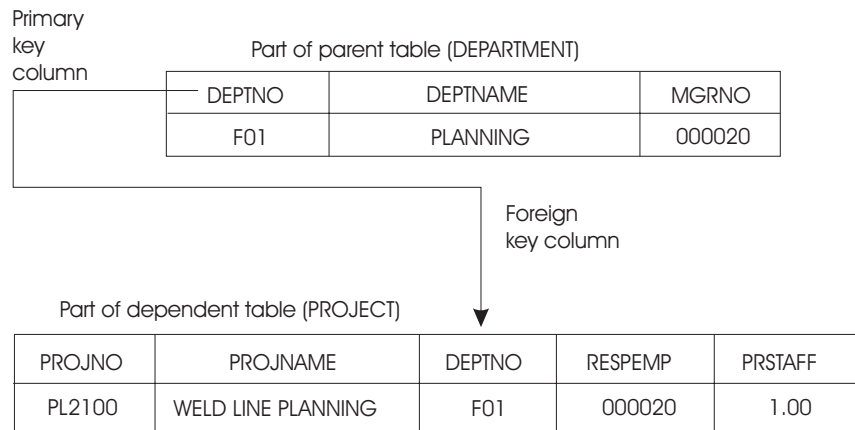 Primary
key
column
Part of parent table (DEPARTMENT)
DEPTNO DEPTNAME MGRNO
F01 PLANNING 000020
Foreign
key column
Part of dependent table (PROJECT)
PROJNO PROJNAME DEPTNO RESPEMP PRSTAFF
PL2100 WELD LINE PLANNING F01 000020 1.00